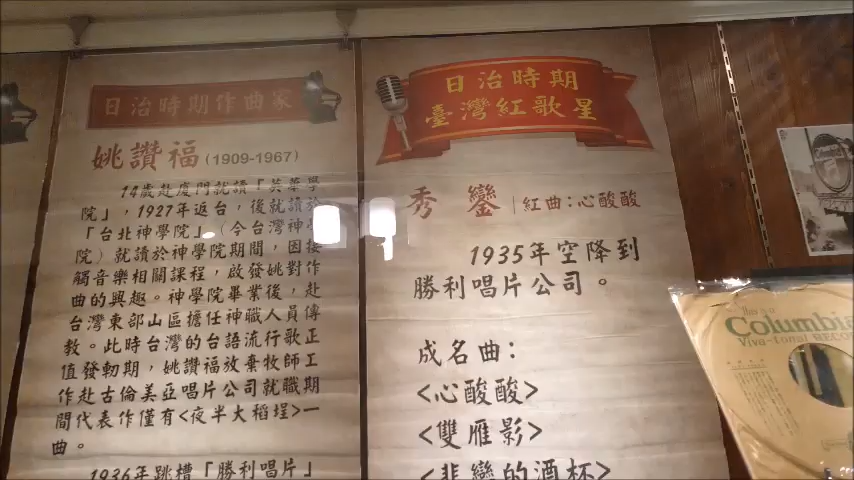 日治時期作曲家
姚讚福(1909-1967)
14歲赴廈門就讀「英華學
院」，1927年返台，後就讀於
「台北神學院」(今台灣神學
院)就讀於神學院期間，因接
觸音樂相關課程，啟發姚對作
曲的興趣。神學院畢業後，赴
台灣東部山區擔任神職人員傳
教。此時台灣的台語流行歌正
值發軔期，姚讚福放棄牧師工
作赴古倫美亞唱片公司就職期
間代表作僅有<夜半大稻埕>一
曲。
1936年跳槽「勝利唱片」
日治時期
臺灣紅歌星
秀鑾|紅曲:心酸酸
1935年空降到
勝利唱片公司。
成名曲:
<心酸酸>
<雙雁影>
<悲戀的酒杯>
Columbia
Viva-tonal RECO